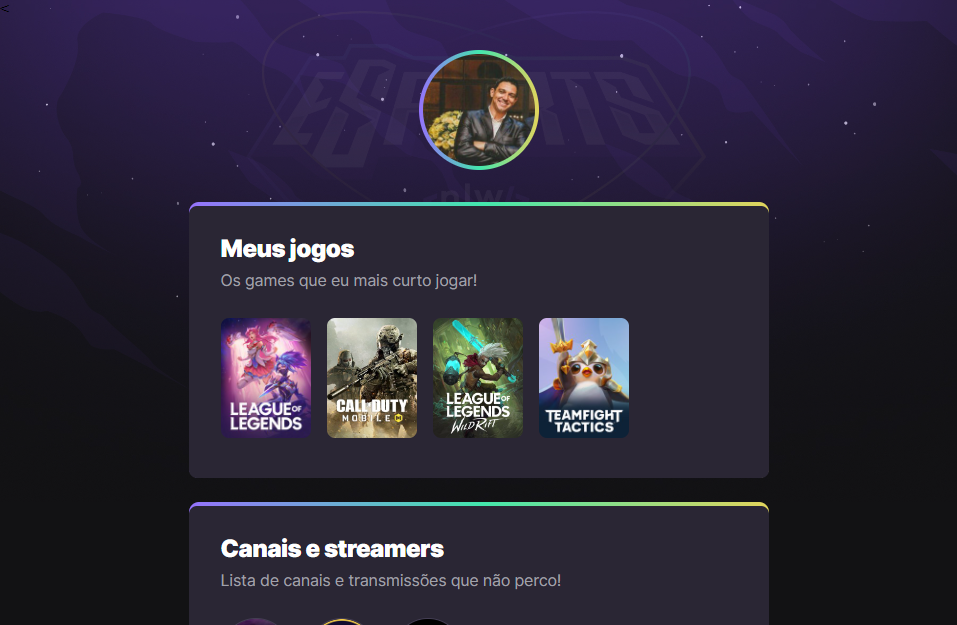 <
ESPORTS
nlw/
Meus jogos
Os games que eu mais curto jogar!
LEAGUE OF
LEGENDS
CALL OF DUTY
MOBILE
LEAGUE OF
LEGENDS
WILD RIFT
TEAMFIGHT
TACTICS
Canais e streamers
Lista de canais e transmissões que não perco!